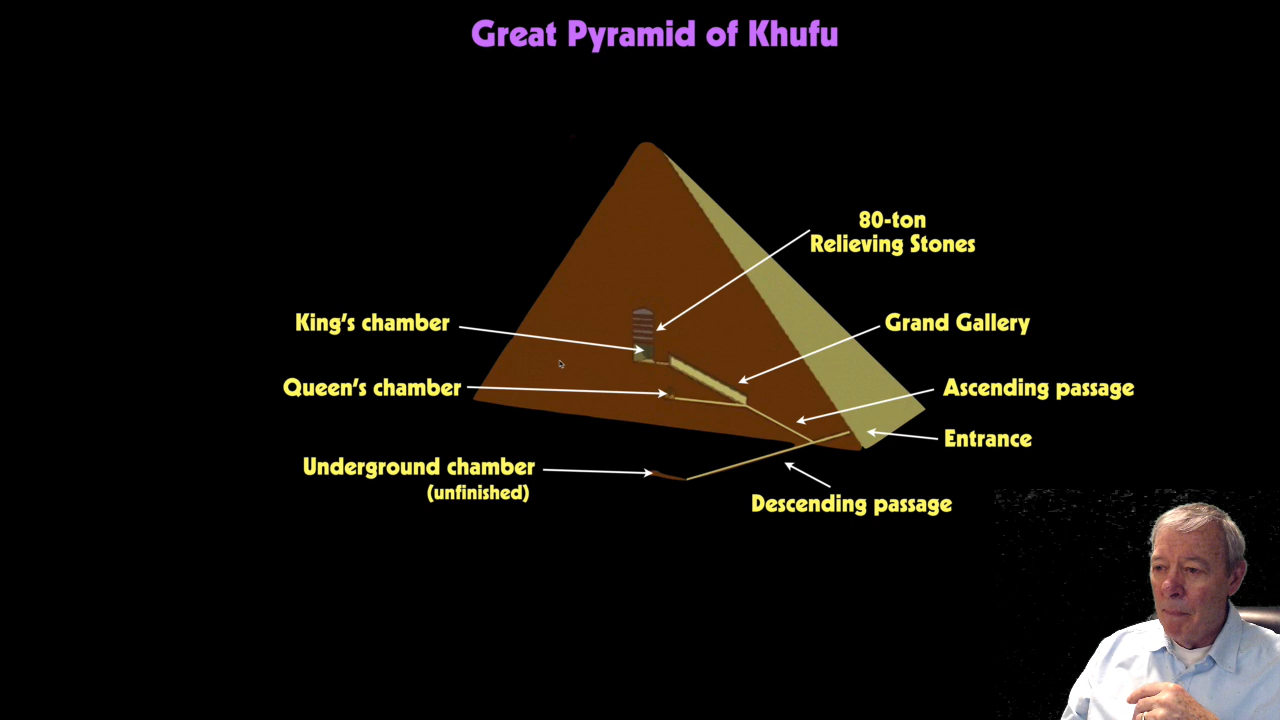 Great Pyramid of Khufu
80-ton
Relieving Stones
King's chamber
Grand Gallery
Queen's chamber
Ascending passage
Entrance
Underground chamber
(unfinished)
Descending passage